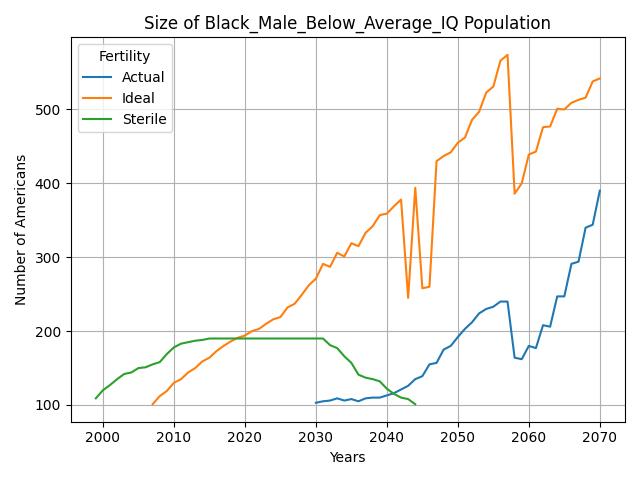 Size of Black_Male_Below_Average_IQ Population
Fertility
Actual
Ideal
Sterile
Number of Americans
500
400
300
200
100
2000 2010 2020 2030 2040 2050 2060 2070
Years